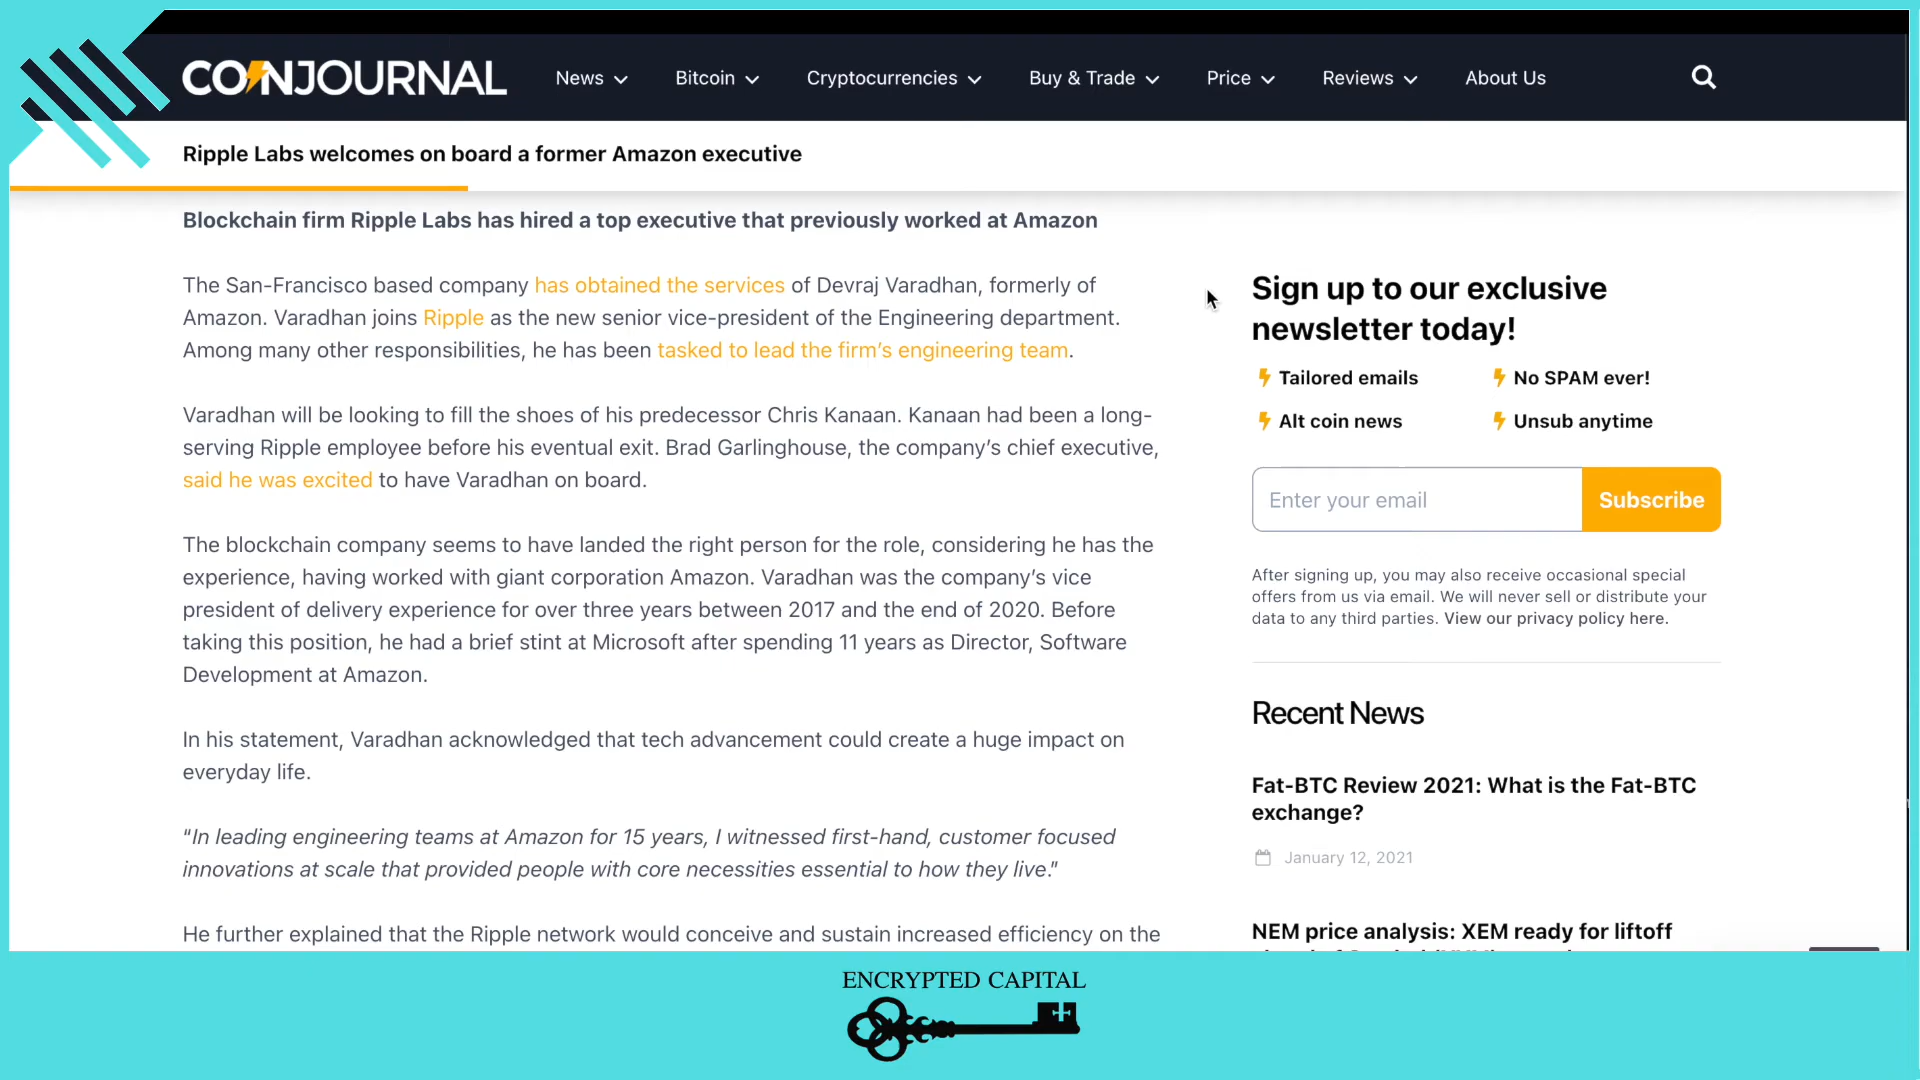 COINJOURNAL
News
Bitcoin
Cryptocurrencies
Buy & Trade
Price
Reviews
About Us
Ripple Labs welcomes on board a former Amazon executive
Blockchain firm Ripple Labs has hired a top executive that previously worked at Amazon
The San-Francisco based company has obtained the services of Devraj Varadhan, formerly of
Amazon. Varadhan joins Ripple as the new senior vice-president of the Engineering department.
Among many other responsibilities, he has been tasked to lead the firm’s engineering team.
Varadhan will be looking to fill the shoes of his predecessor Chris Kanaan. Kanaan had been a long-
serving Ripple employee before his eventual exit. Brad Garlinghouse, the company’s chief executive,
said he was excited to have Varadhan on board.
The blockchain company seems to have landed the right person for the role, considering he has the
experience, having worked with giant corporation Amazon. Varadhan was the company’s vice
president of delivery experience for over three years between 2017 and the end of 2020. Before
taking this position, he had a brief stint at Microsoft after spending 11 years as Director, Software
Development at Amazon.
In his statement, Varadhan acknowledged that tech advancement could create a huge impact on
everyday life.
“In leading engineering teams at Amazon for 15 years, I witnessed first-hand, customer focused
innovations at scale that provided people with core necessities essential to how they live.”
He further explained that the Ripple network would conceive and sustain increased efficiency on the
Sign up to our exclusive
newsletter today!
Tailored emails
No SPAM ever!
Alt coin news
Unsub anytime
Enter your email
Subscribe
After signing up, you may also receive occasional special
offers from us via email. We will never sell or distribute your
data to any third parties. View our privacy policy here.
Recent News
Fat-BTC Review 2021: What is the Fat-BTC
exchange?
January 12, 2021
NEM price analysis: XEM ready for liftoff
ENCRYPTED CAPITAL